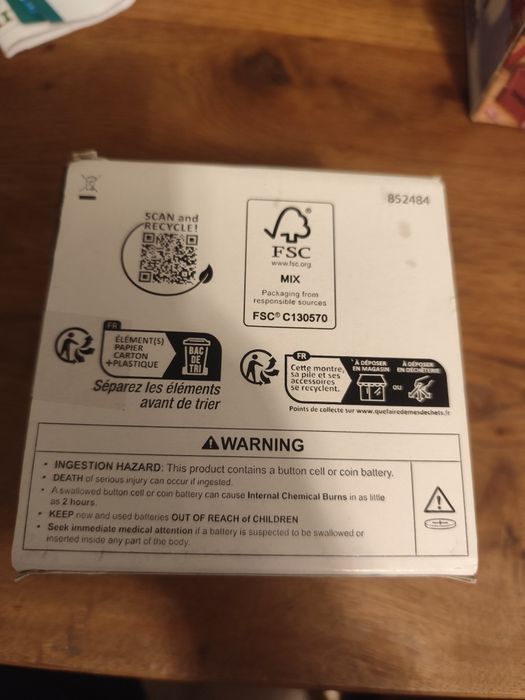 852484
SCAN and
RECYCLE!
FSC
www.fsc.org
MIX
Packaging from
responsible sources
FSC® C130570
FR
ÉLÉMENT(S)
PAPIER
CARTON
+PLASTIQUE
BAC
DE
TRI
Séparez les éléments
avant de trier
FR
Cette montre,
sa pile et ses
accessoires
se recyclent.
À DÉPOSER
EN MAGASIN
OU
À DÉPOSER
EN DÉCHÈTERIE
Points de collecte sur www.quefairedemesdechets.fr
WARNING
• INGESTION HAZARD: This product contains a button cell or coin battery.
• DEATH of serious injury can occur if ingested.
• A swallowed button cell or coin battery can cause Internal Chemical Burns in as little
as 2 hours.
• KEEP new and used batteries OUT OF REACH of CHILDREN
• Seek immediate medical attention if a battery is suspected to be swallowed or
inserted inside any part of the body.